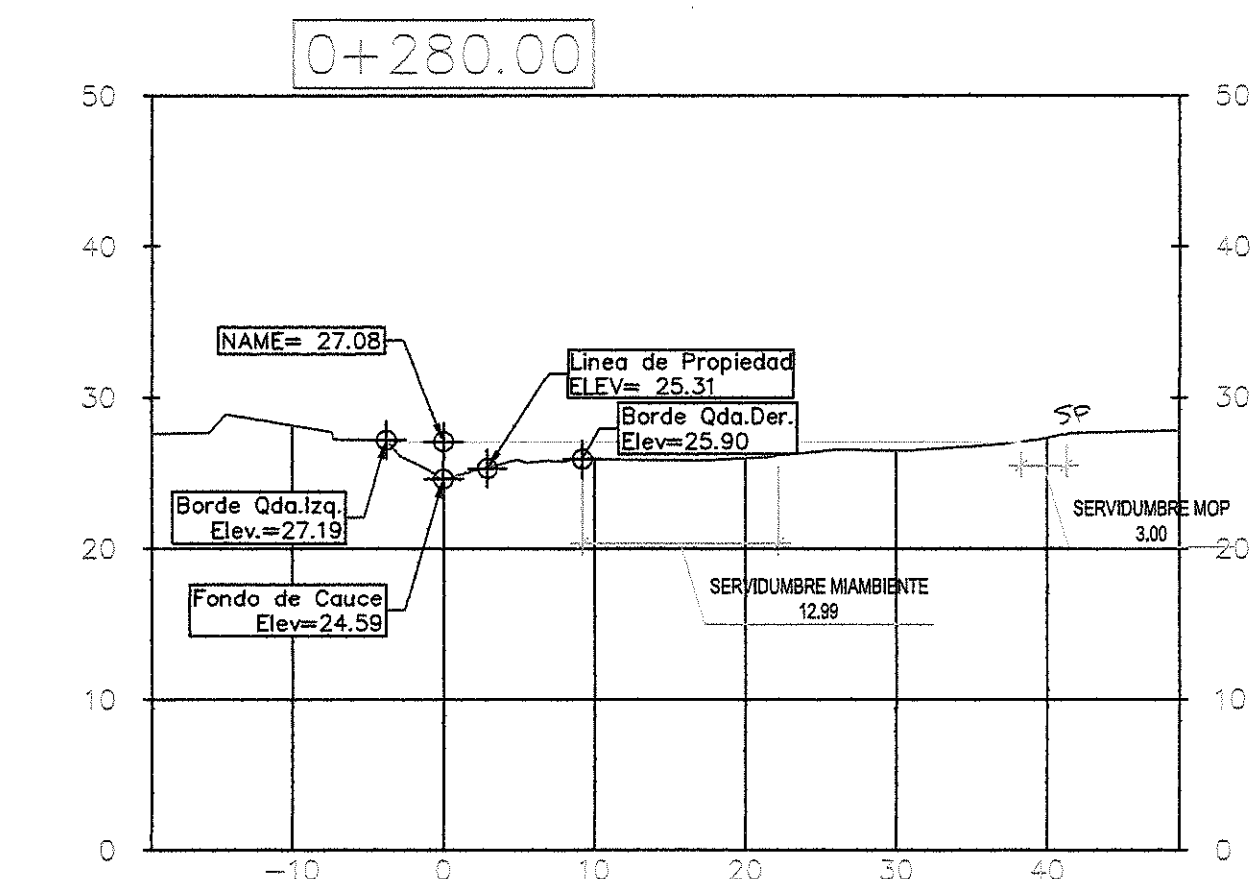 0+280.00
50
50
40
40
NAME= 27.08
Linea de Propiedad
ELEV= 25.31
30
30
Borde Qda.Der.
Elev=25.90
SP
Borde Qda.Izq.
Elev.=27.19
SERVIDUMBRE MOP
3.00
20
20
SERVIDUMBRE MIAMBIENTE
12.99
Fondo de Cauce
Elev=24.59
10
10
0
0
-10
0
10
20
30
40